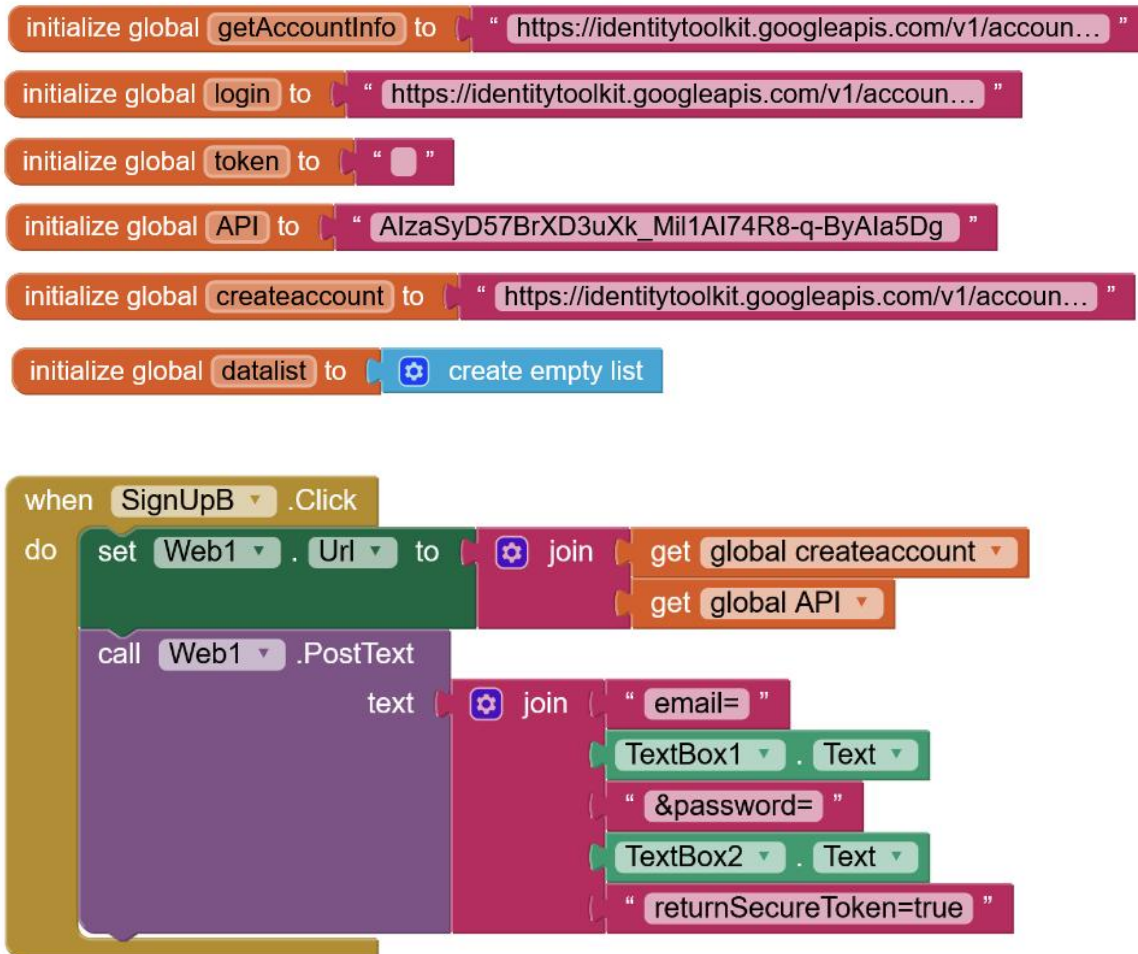 initialize global getAccountInfo to " https://identitytoolkit.googleapis.com/v1/accoun… "
initialize global login to " https://identitytoolkit.googleapis.com/v1/accoun… "
initialize global token to " "
initialize global API to " AIzaSyD57BrXD3uXk_Mil1AI74R8-q-ByAIa5Dg "
initialize global createaccount to " https://identitytoolkit.googleapis.com/v1/accoun… "
initialize global datalist to create empty list
when SignUpB .Click
do set Web1 . Url to join get global createaccount
get global API
call Web1 .PostText
text join " email= "
TextBox1 . Text
" &password= "
TextBox2 . Text
" returnSecureToken=true "